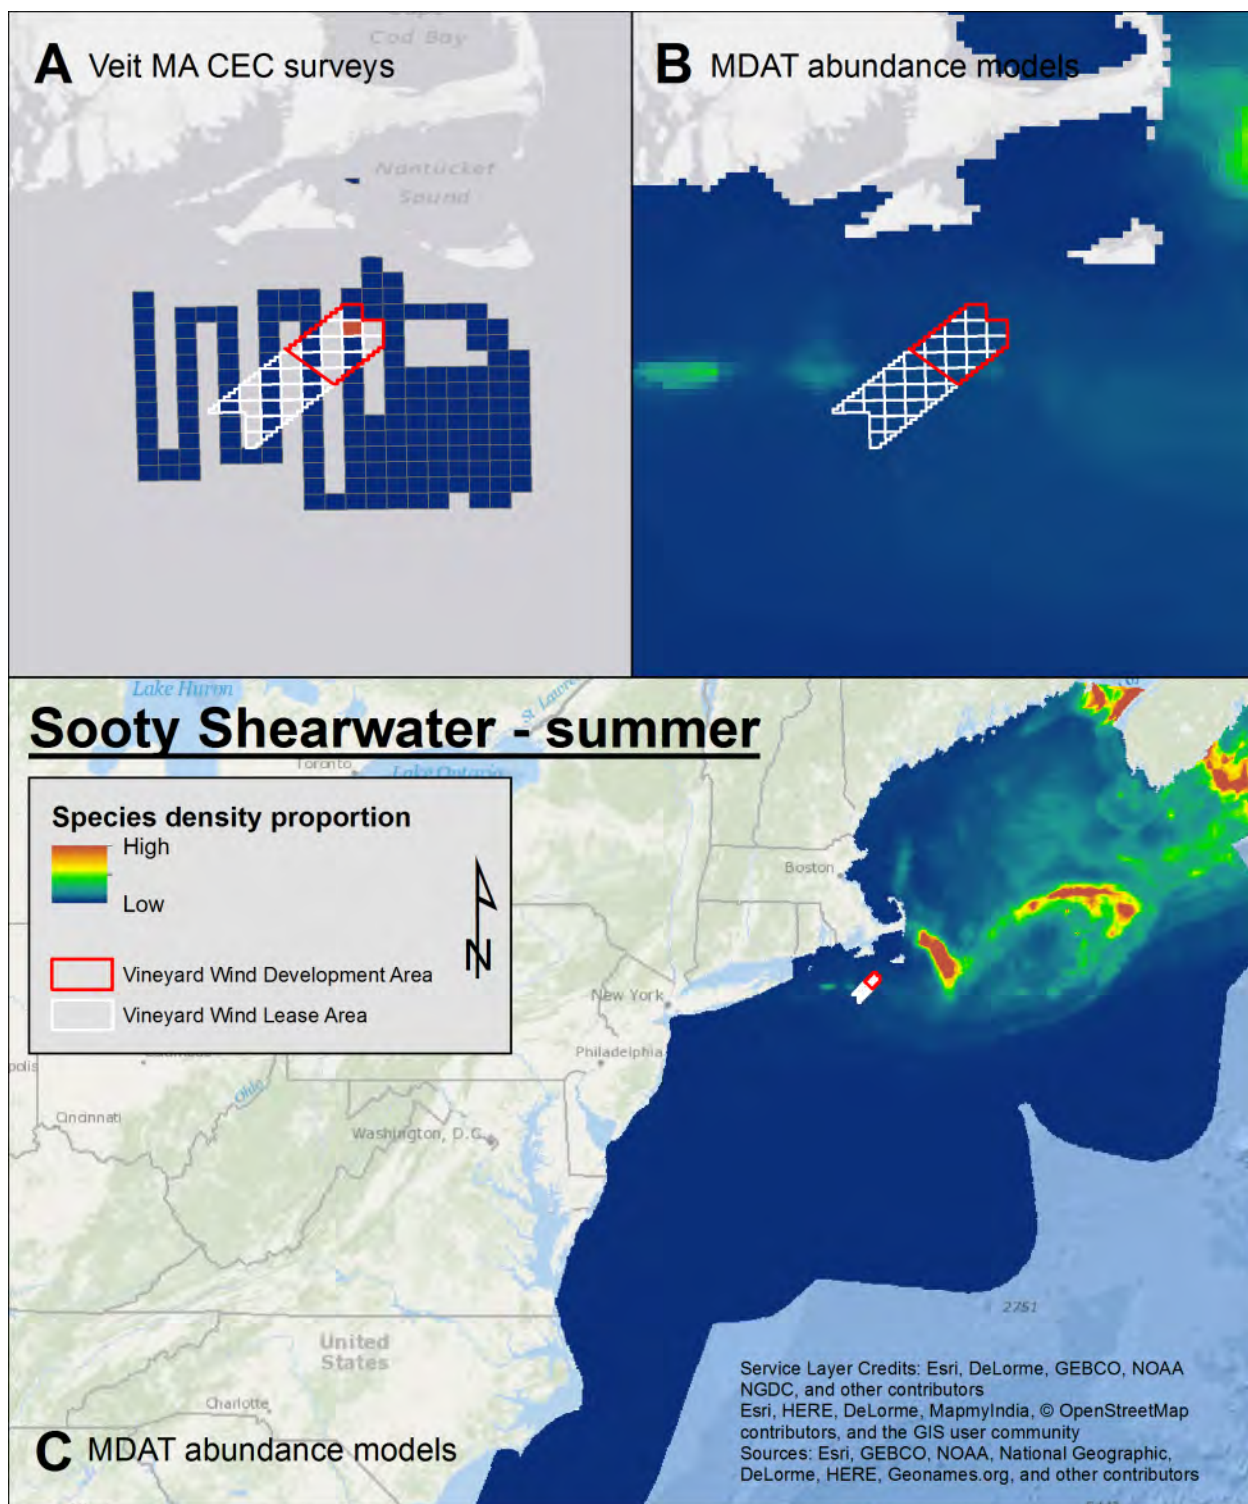 A Veit MA CEC surveys
Cod Bay
Nantucket
Sound
B MDAT abundance models
Lake Huron
St. Lawre
Sooty Shearwater - summer
Toronto
Lake Ontario
Species density proportion
High
Low
N
Vineyard Wind Development Area
Vineyard Wind Lease Area
Boston
New York
Philadelphia
polis
Ohio
Cincinnati
Washington, D.C.
2751
United
States
Charlotte
C MDAT abundance models
Service Layer Credits: Esri, DeLorme, GEBCO, NOAA
NGDC, and other contributors
Esri, HERE, DeLorme, MapmyIndia, © OpenStreetMap
contributors, and the GIS user community
Sources: Esri, GEBCO, NOAA, National Geographic,
DeLorme, HERE, Geonames.org, and other contributors